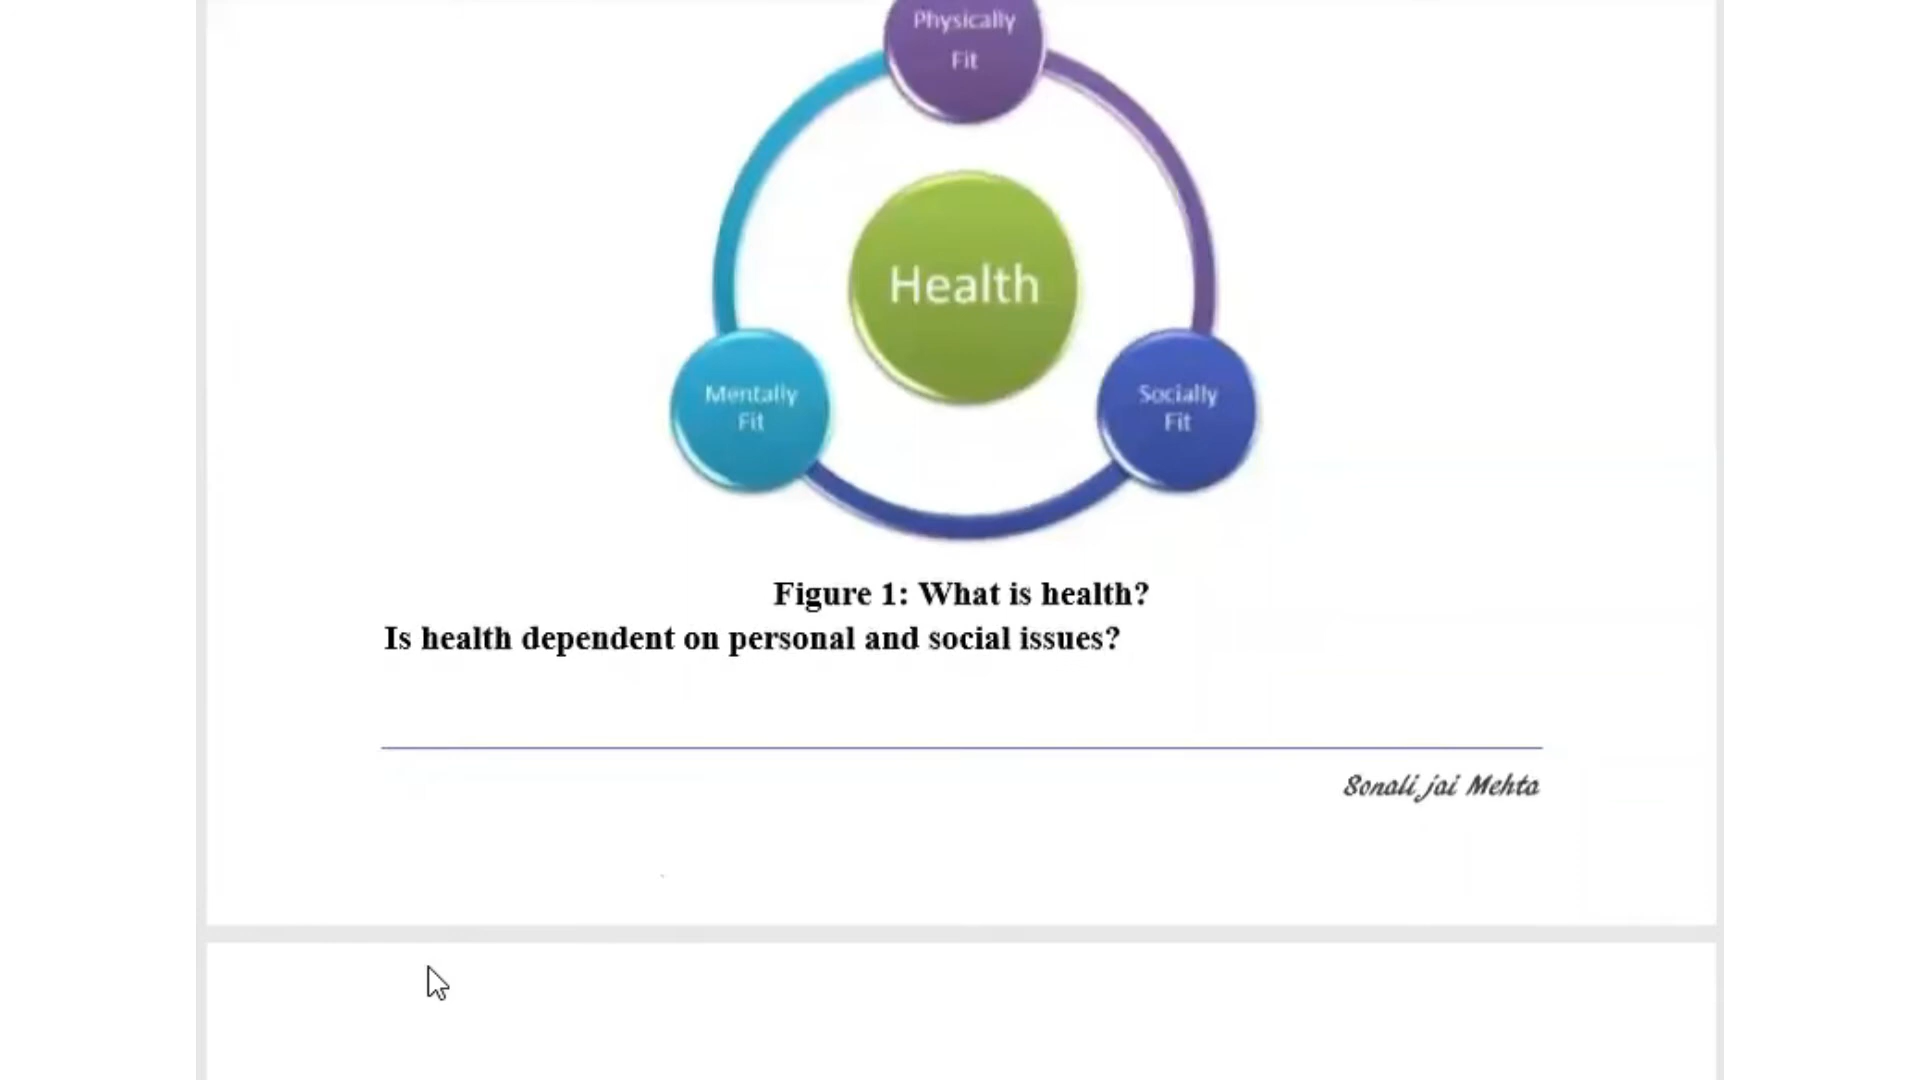 Physically
Fit
Health
Mentally
Fit
Socially
Fit
Figure 1: What is health?
Is health dependent on personal and social issues?
Sonali jai Mehta